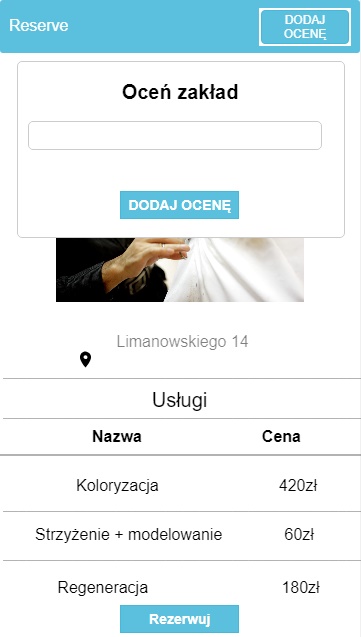 Reserve
DODAJ
OCENĘ
Oceń zakład
DODAJ OCENĘ
Limanowskiego 14
Usługi
Nazwa Cena
Koloryzacja 420zł
Strzyżenie + modelowanie 60zł
Regeneracja 180zł
Rezerwuj